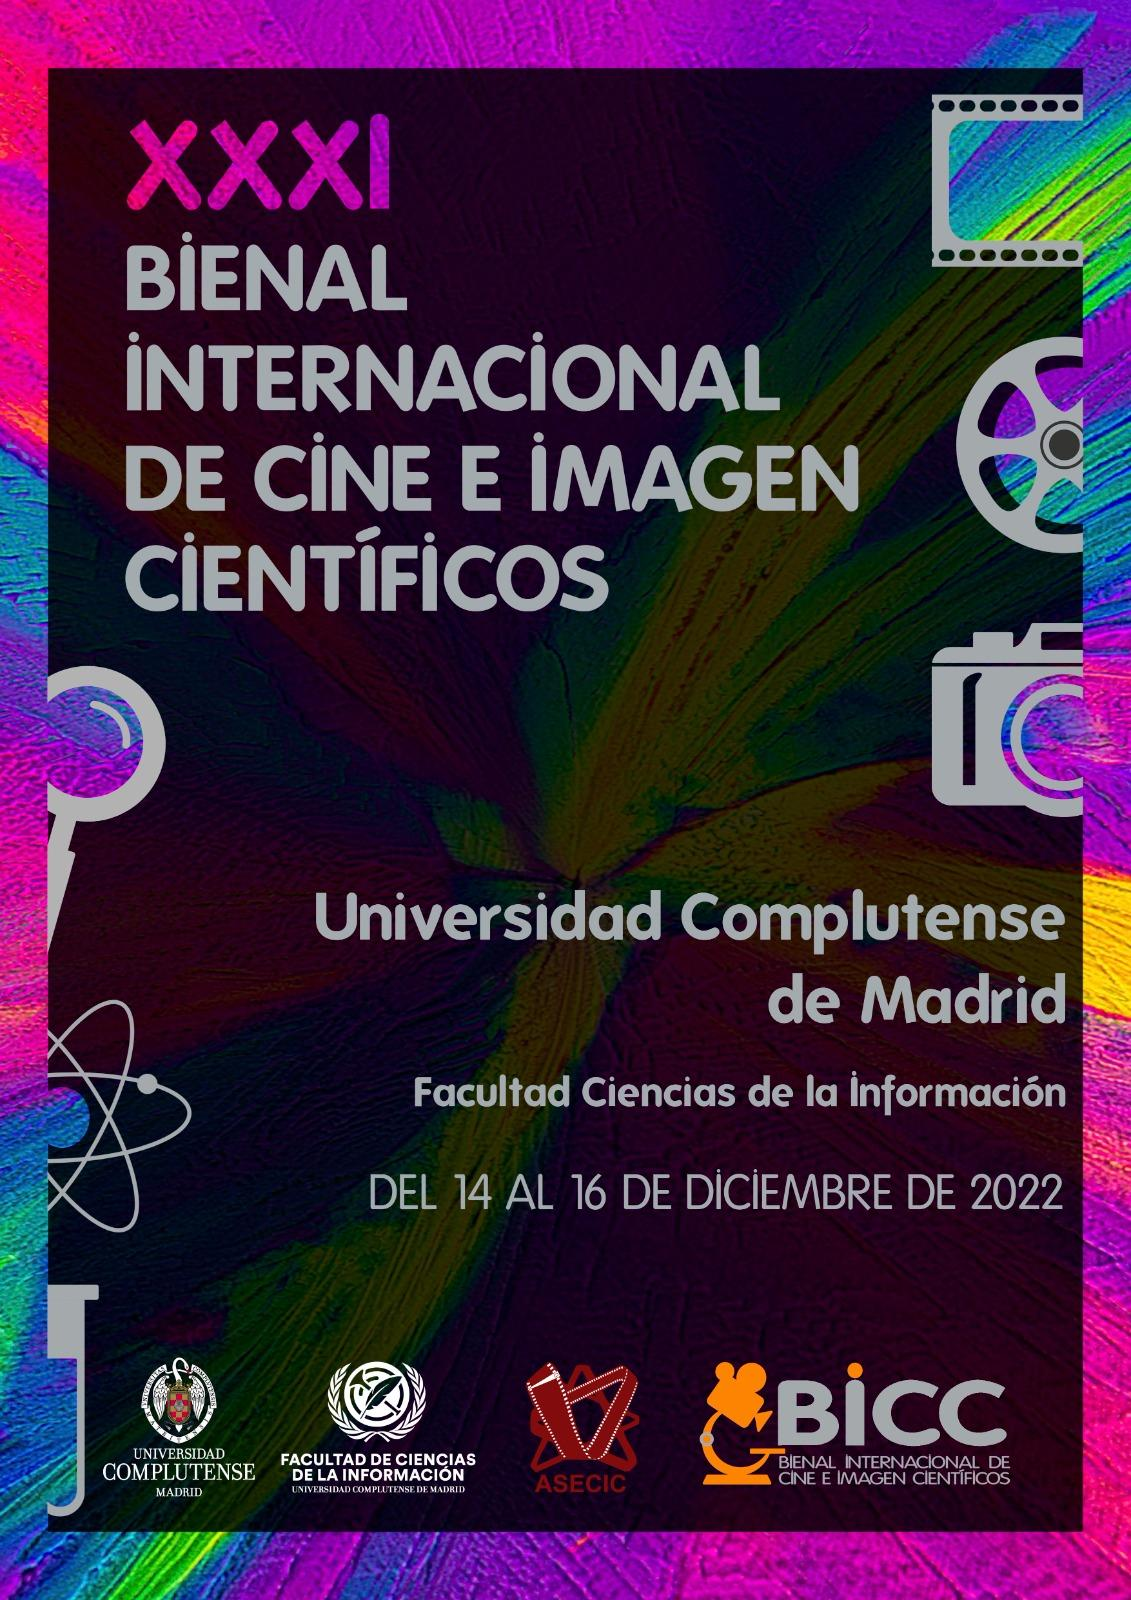 XXXI
BIENAL
INTERNACIONAL
DE CINE E IMAGEN
CIENTÍFICOS
Universidad Complutense
de Madrid
Facultad Ciencias de la Información
DEL 14 AL 16 DE DICIEMBRE DE 2022
UNIVERSIDAD
COMPLUTENSE
MADRID
FACULTAD DE CIENCIAS
DE LA INFORMACIÓN
UNIVERSIDAD COMPLUTENSE DE MADRID
ASECIC
BICC
BIENAL INTERNACIONAL DE
CINE E IMAGEN CIENTÍFICOS